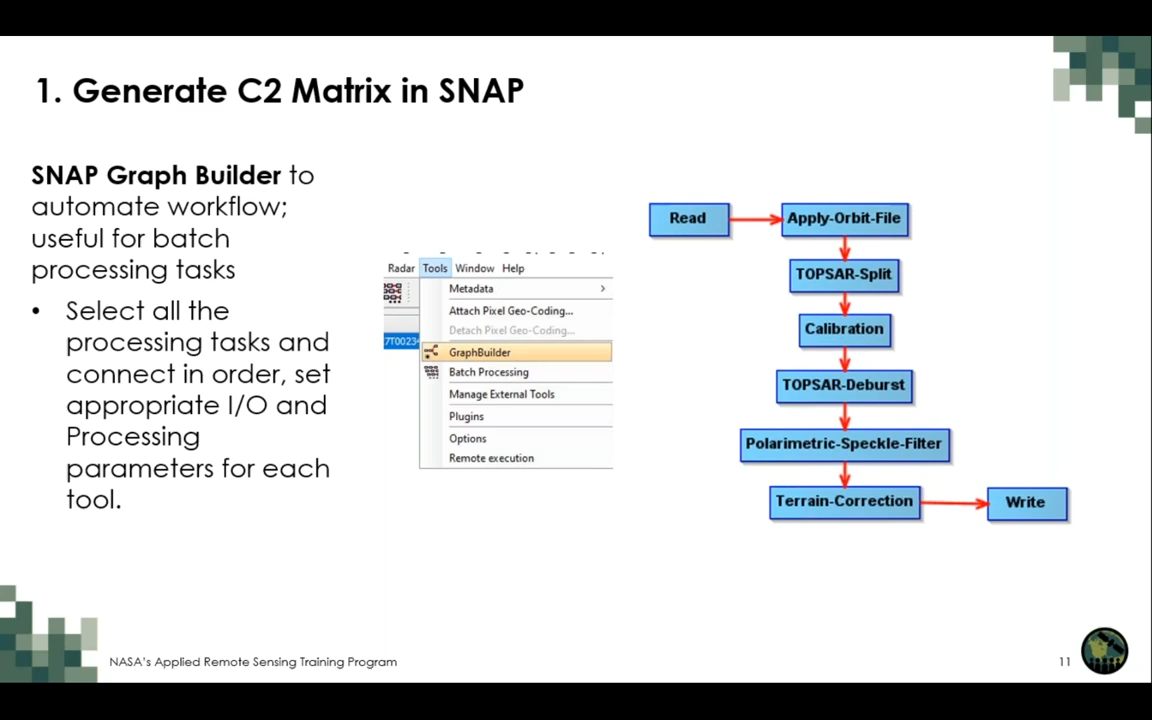 1. Generate C2 Matrix in SNAP
SNAP Graph Builder to
automate workflow;
useful for batch
processing tasks
• Select all the
processing tasks and
connect in order, set
appropriate I/O and
Processing
parameters for each
tool.
Radar Tools Window Help
Metadata
Attach Pixel Geo-Coding...
Detach Pixel Geo-Coding...
7T0023
GraphBuilder
Batch Processing
Manage External Tools
Plugins
Options
Remote execution
Read
Apply-Orbit-File
TOPSAR-Split
Calibration
TOPSAR-Deburst
Polarimetric-Speckle-Filter
Terrain-Correction
Write
NASA's Applied Remote Sensing Training Program
11